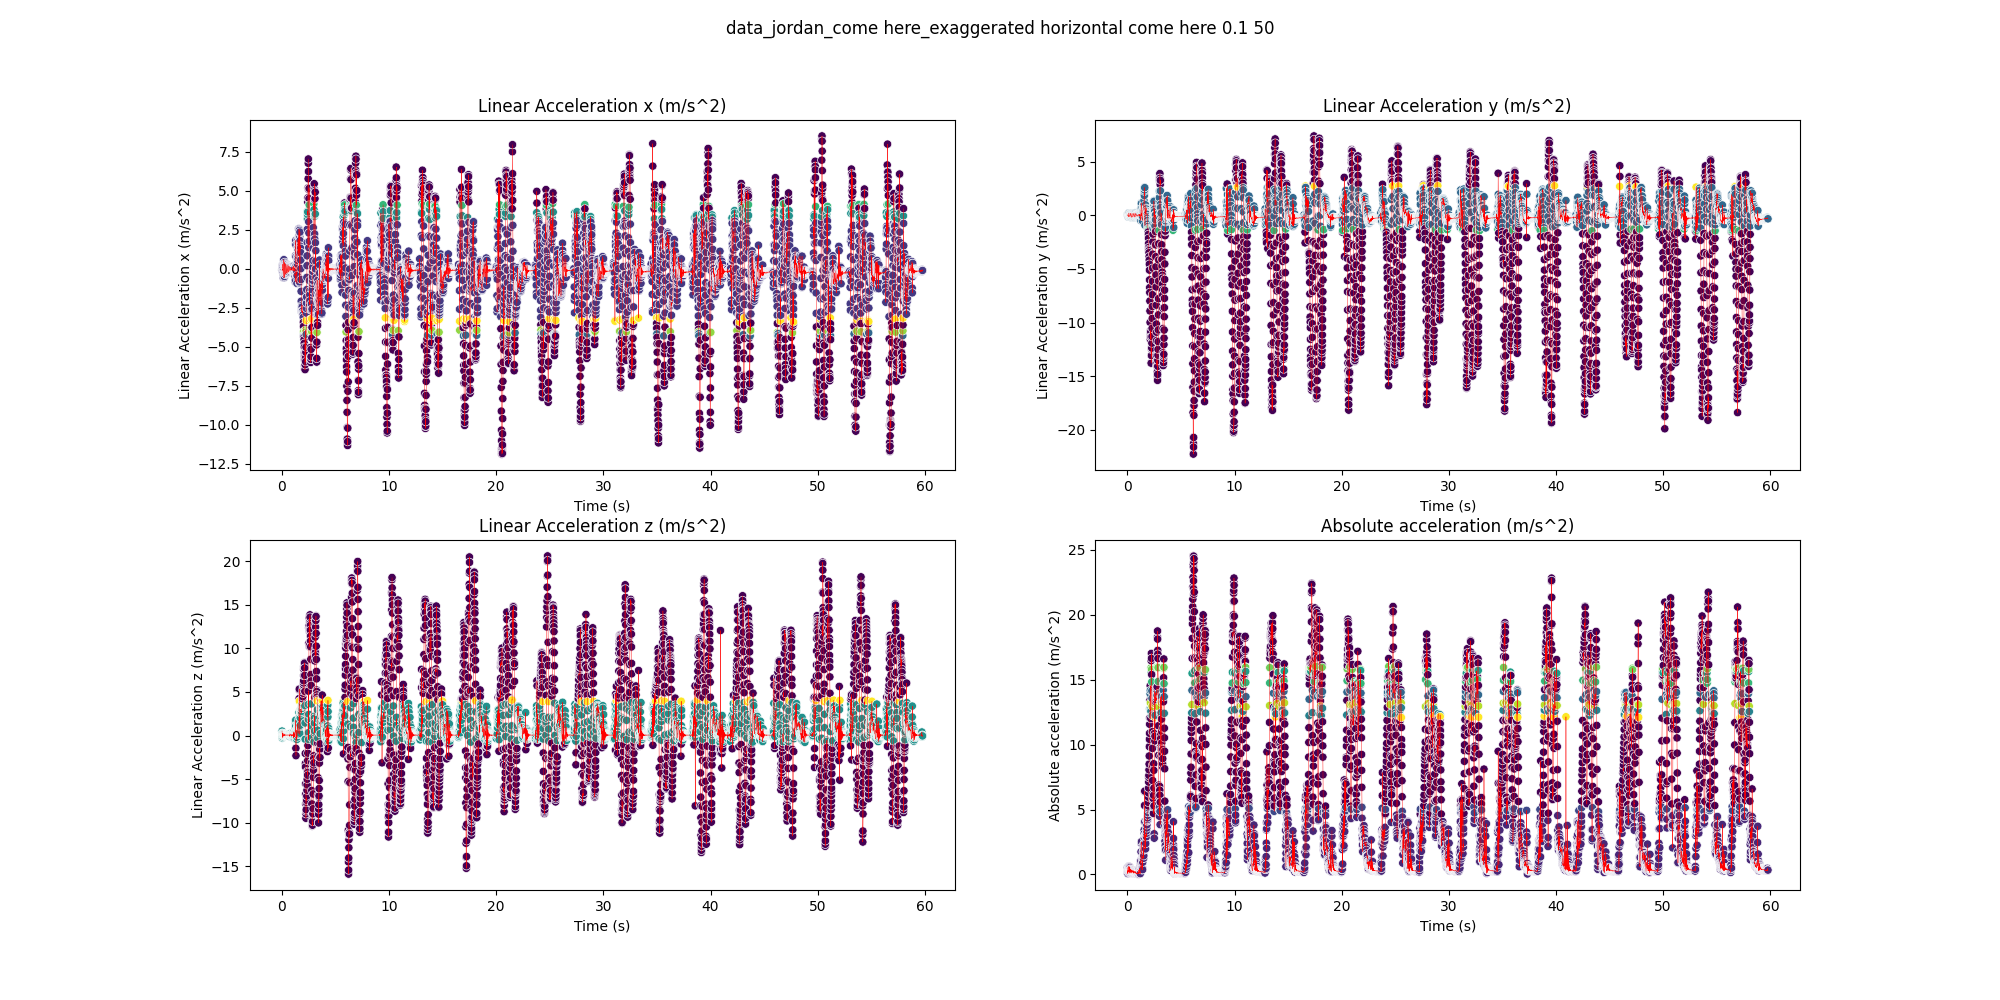 data_jordan_come here_exaggerated horizontal come here 0.1 50
Linear Acceleration x (m/s^2)
Linear Acceleration x (m/s^2)
7.5
5.0
2.5
0.0
−2.5
−5.0
−7.5
−10.0
−12.5
0 10 20 30 40 50 60
Time (s)
Linear Acceleration y (m/s^2)
Linear Acceleration y (m/s^2)
5
0
−5
−10
−15
−20
0 10 20 30 40 50 60
Time (s)
Linear Acceleration z (m/s^2)
Linear Acceleration z (m/s^2)
20
15
10
5
0
−5
−10
−15
0 10 20 30 40 50 60
Time (s)
Absolute acceleration (m/s^2)
Absolute acceleration (m/s^2)
25
20
15
10
5
0
0 10 20 30 40 50 60
Time (s)